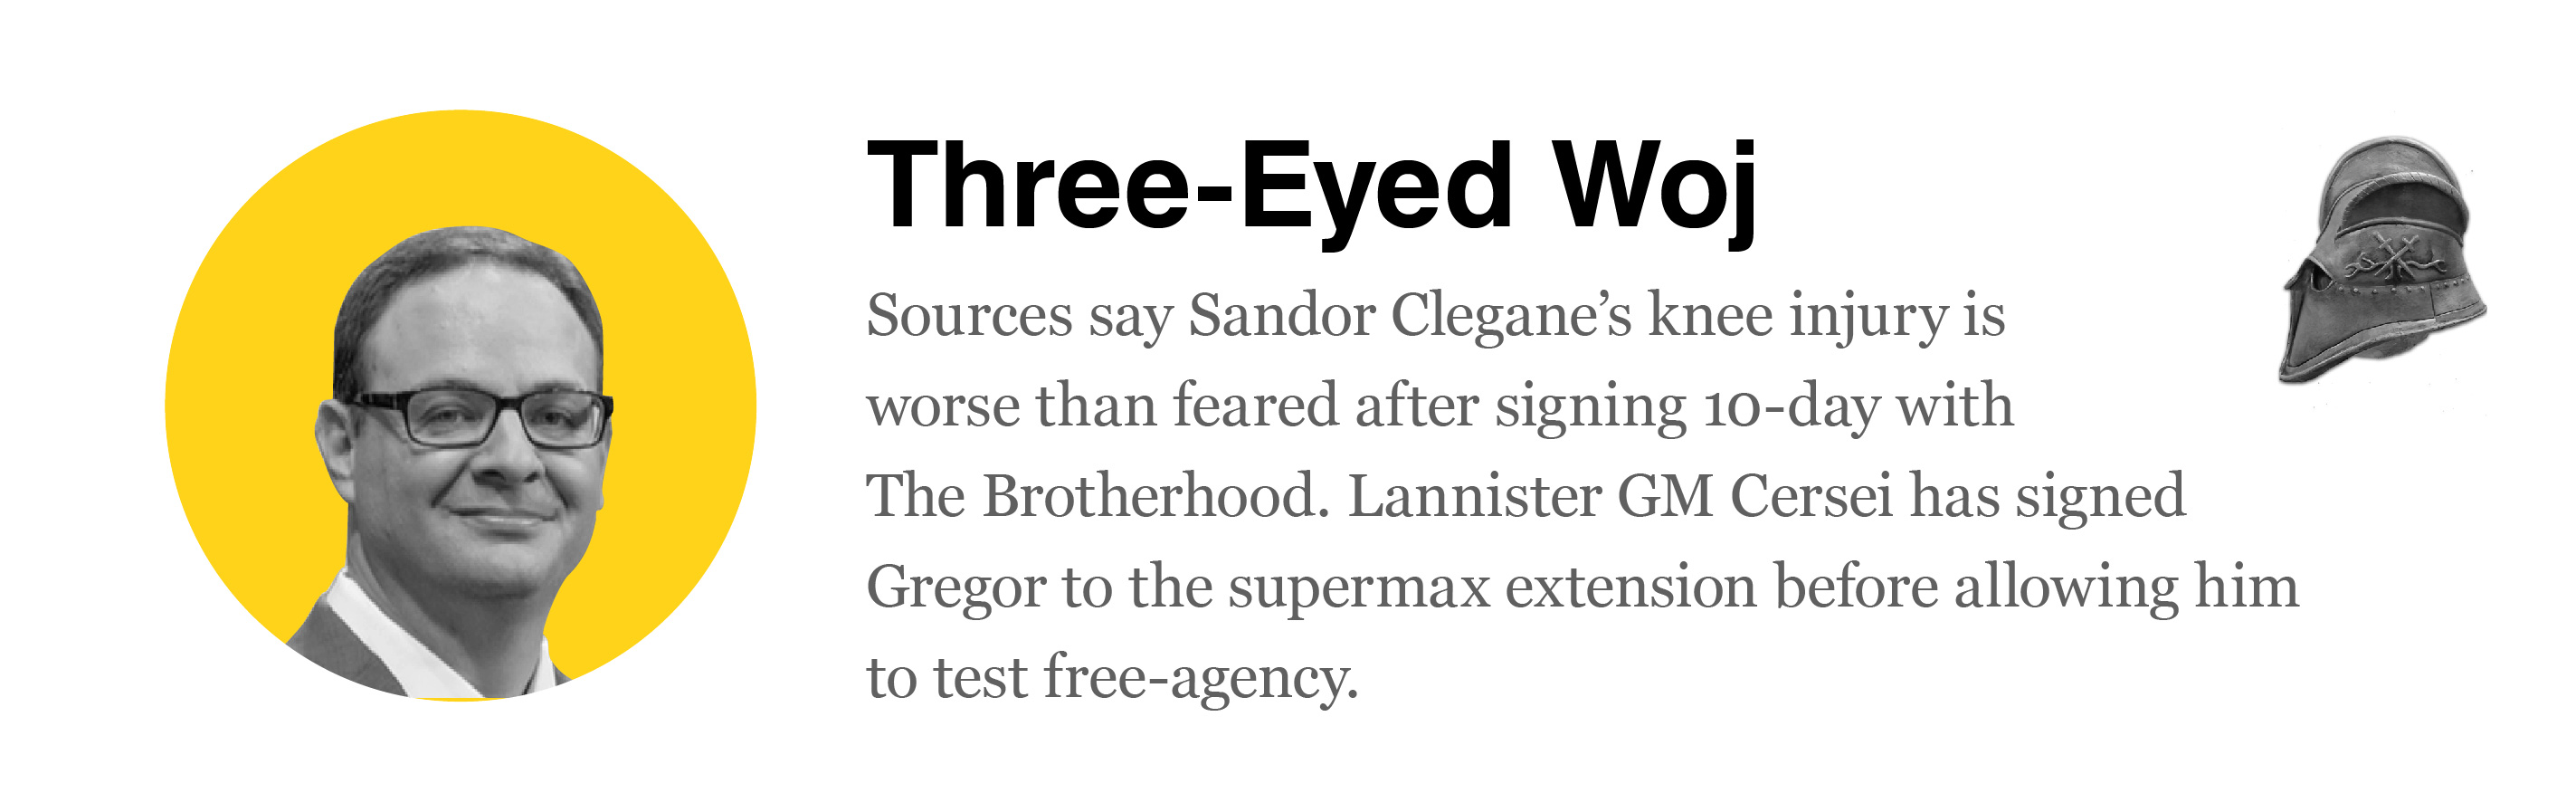 Three-Eyed Woj
Sources say Sandor Clegane’s knee injury is
worse than feared after signing 10-day with
The Brotherhood. Lannister GM Cersei has signed
Gregor to the supermax extension before allowing him
to test free-agency.